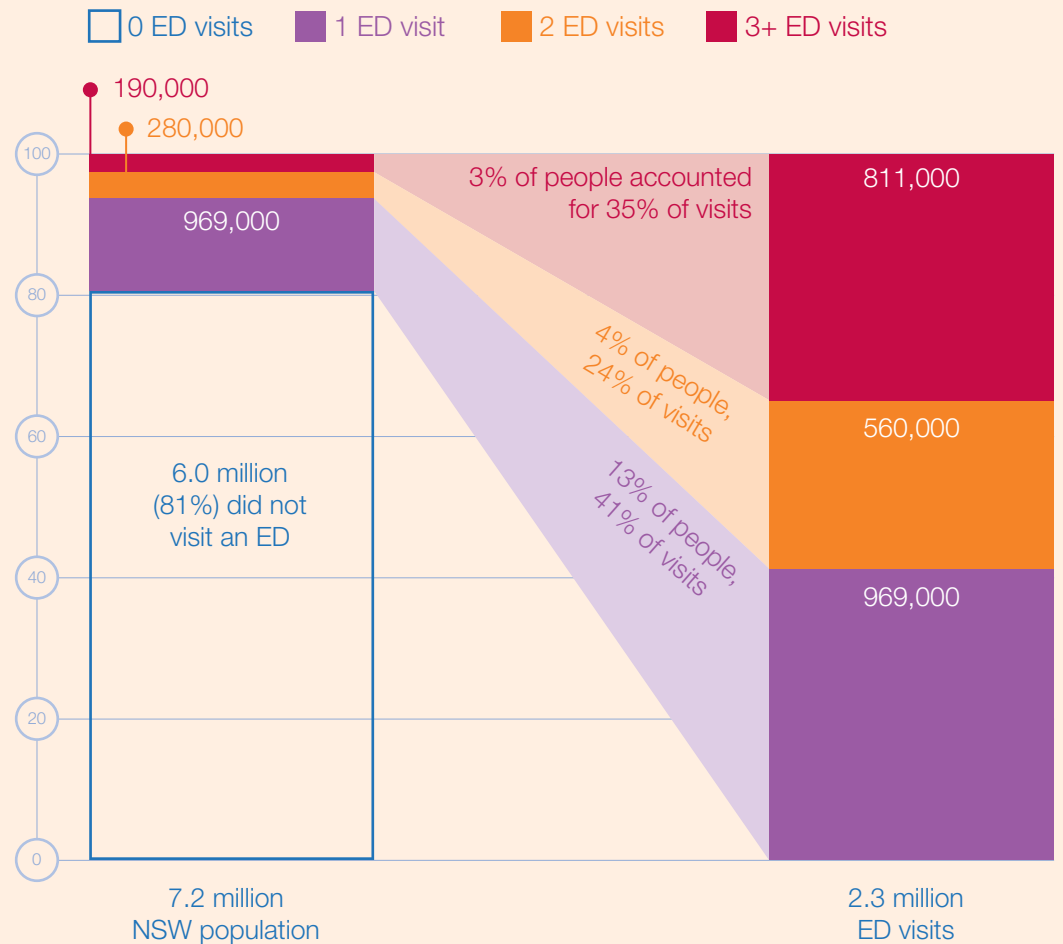 0 ED visits
1 ED visit
2 ED visits
3+ ED visits
190,000
280,000
100
3% of people accounted
for 35% of visits
811,000
969,000
80
4% of people,
24% of visits
60
560,000
6.0 million
(81%) did not
visit an ED
13% of people,
41% of visits
40
969,000
20
0
7.2 million
NSW population
2.3 million
ED visits